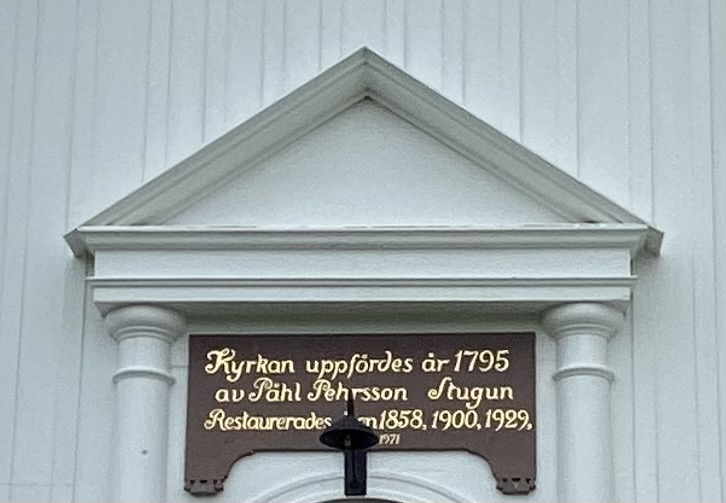 Kyrkan uppfördes år 1795
av Påhl Pehrsson Stugun
Restaurerades 1858, 1900, 1929,
1971